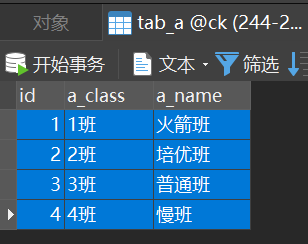 对象 tab_a @ck (244-2...
开始事务 文本 筛选
id a_class a_name
1 1班 火箭班
2 2班 培优班
3 3班 普通班
4 4班 慢班